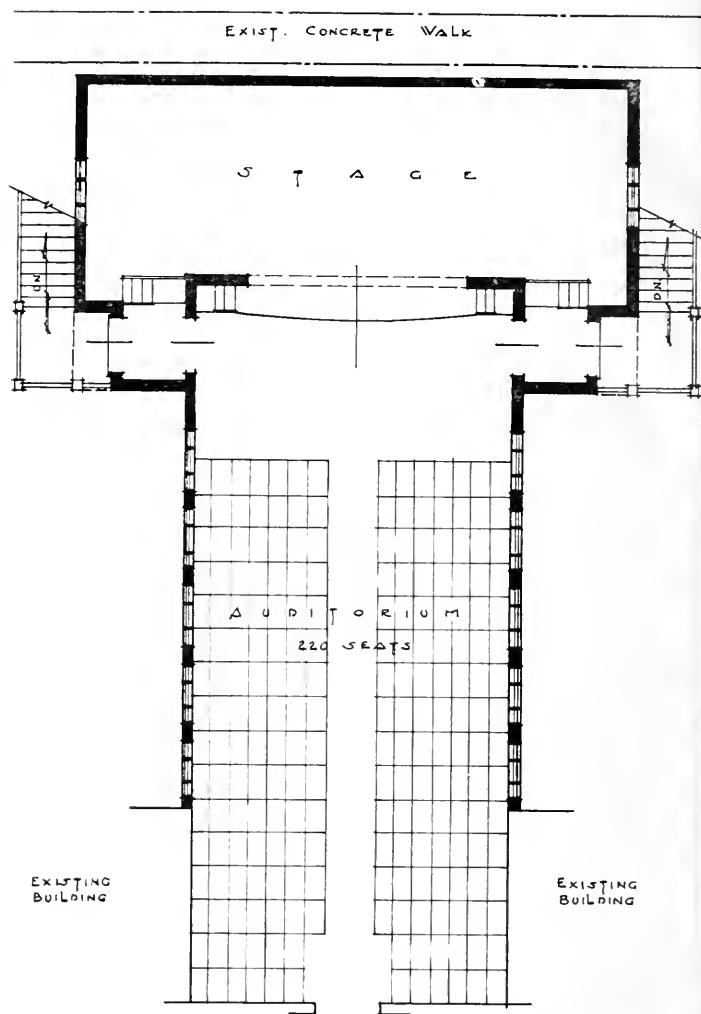 EXIST. CONCRETE WALK
STAGE
DN.
DN.
AUDITORIUM
220 SEATS
EXISTING
BUILDING
EXISTING
BUILDING